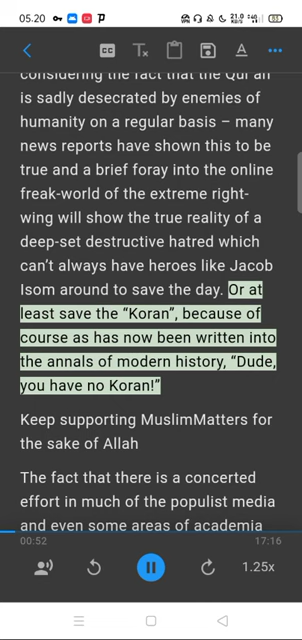 05.20
21.0
KB/S
4G
83
CC
T
A
considering the fact that the Qur'an
is sadly desecrated by enemies of
humanity on a regular basis – many
news reports have shown this to be
true and a brief foray into the online
freak-world of the extreme right-
wing will show the true reality of a
deep-set destructive hatred which
can't always have heroes like Jacob
Isom around to save the day. Or at
least save the “Koran”, because of
course as has now been written into
the annals of modern history, “Dude,
you have no Koran!”
Keep supporting MuslimMatters for
the sake of Allah
The fact that there is a concerted
effort in much of the populist media
and even some areas of academia
00:52
17:16
1.25x